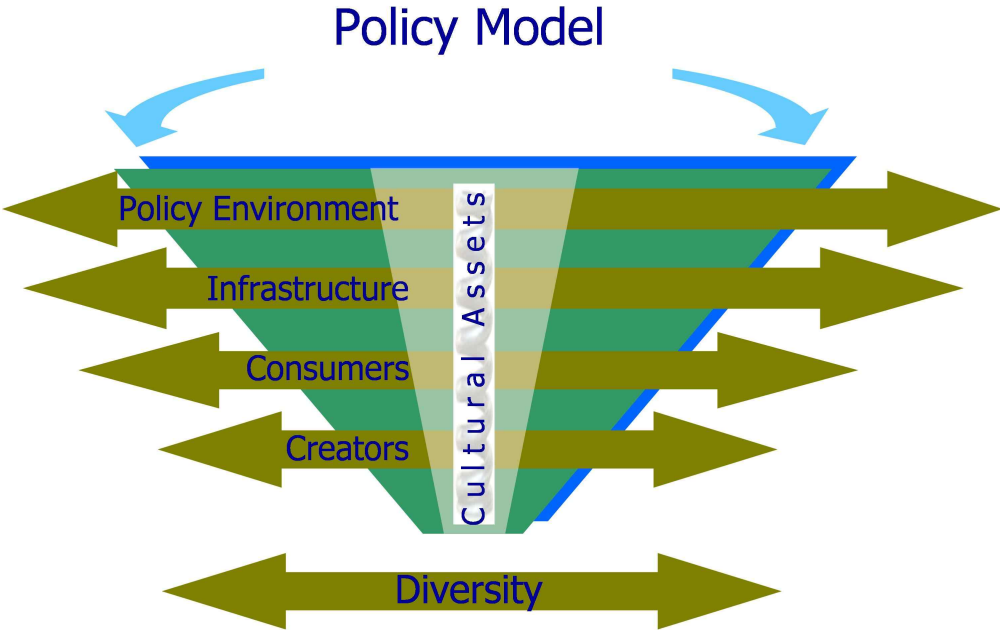 Policy Model
Policy Environment
Infrastructure
Consumers
Creators
Cultural Assets
Diversity